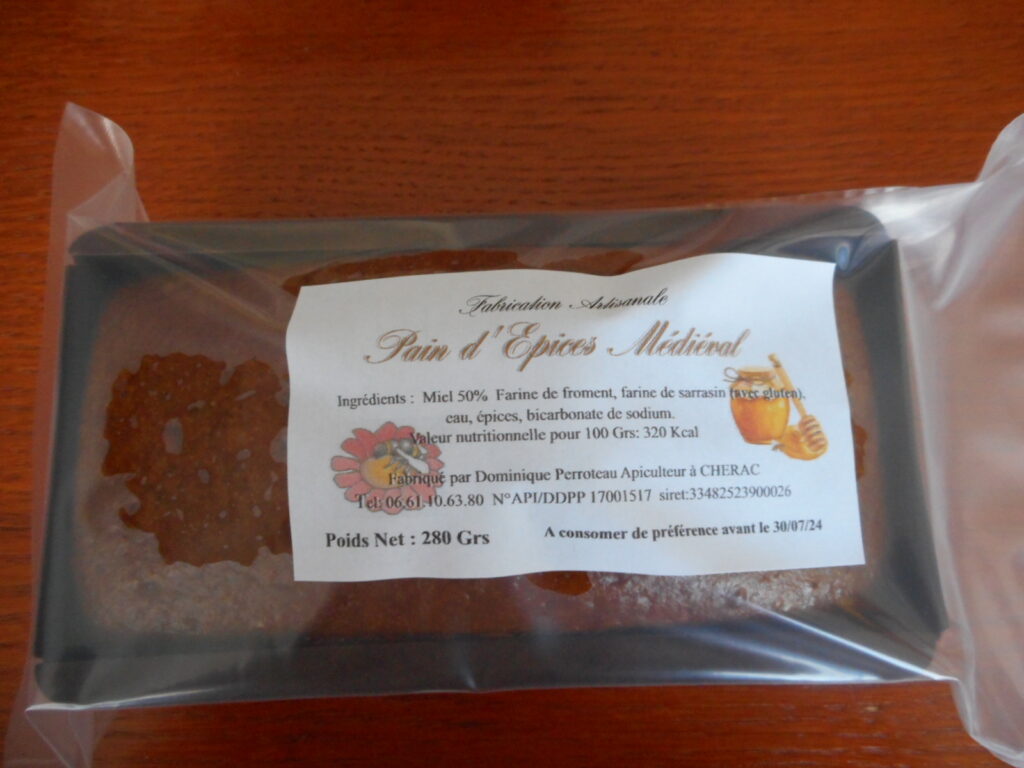 Fabrication Artisanale
Pain d'Epices Médiéval
Ingrédients : Miel 50% Farine de froment, farine de sarrasin (avec gluten),
eau, épices, bicarbonate de sodium.
Valeur nutritionnelle pour 100 Grs: 320 Kcal
Fabriqué par Dominique Perroteau Apiculteur à CHERAC
Tel: 06.61.10.63.80 N°API/DDPP 17001517 siret:33482523900026
Poids Net : 280 Grs
A consomer de préférence avant le 30/07/24